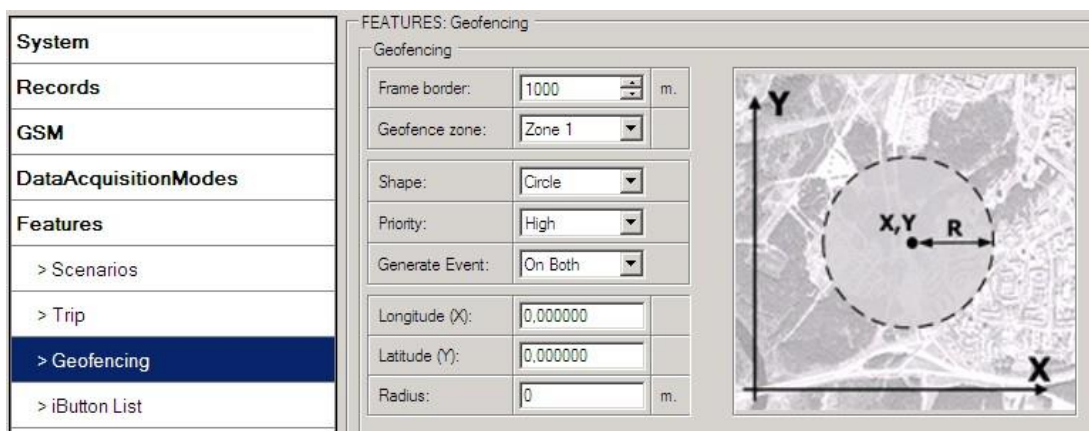 System
Records
GSM
DataAcquisitionModes
Features
> Scenarios
> Trip
> Geofencing
> iButton List
FEATURES: Geofencing
Geofencing
Frame border: 1000 m.
Geofence zone: Zone 1
Shape: Circle
Priority: High
Generate Event: On Both
Longitude (X): 0,000000
Latitude (Y): 0,000000
Radius: 0 m.
Y
X,Y R
X